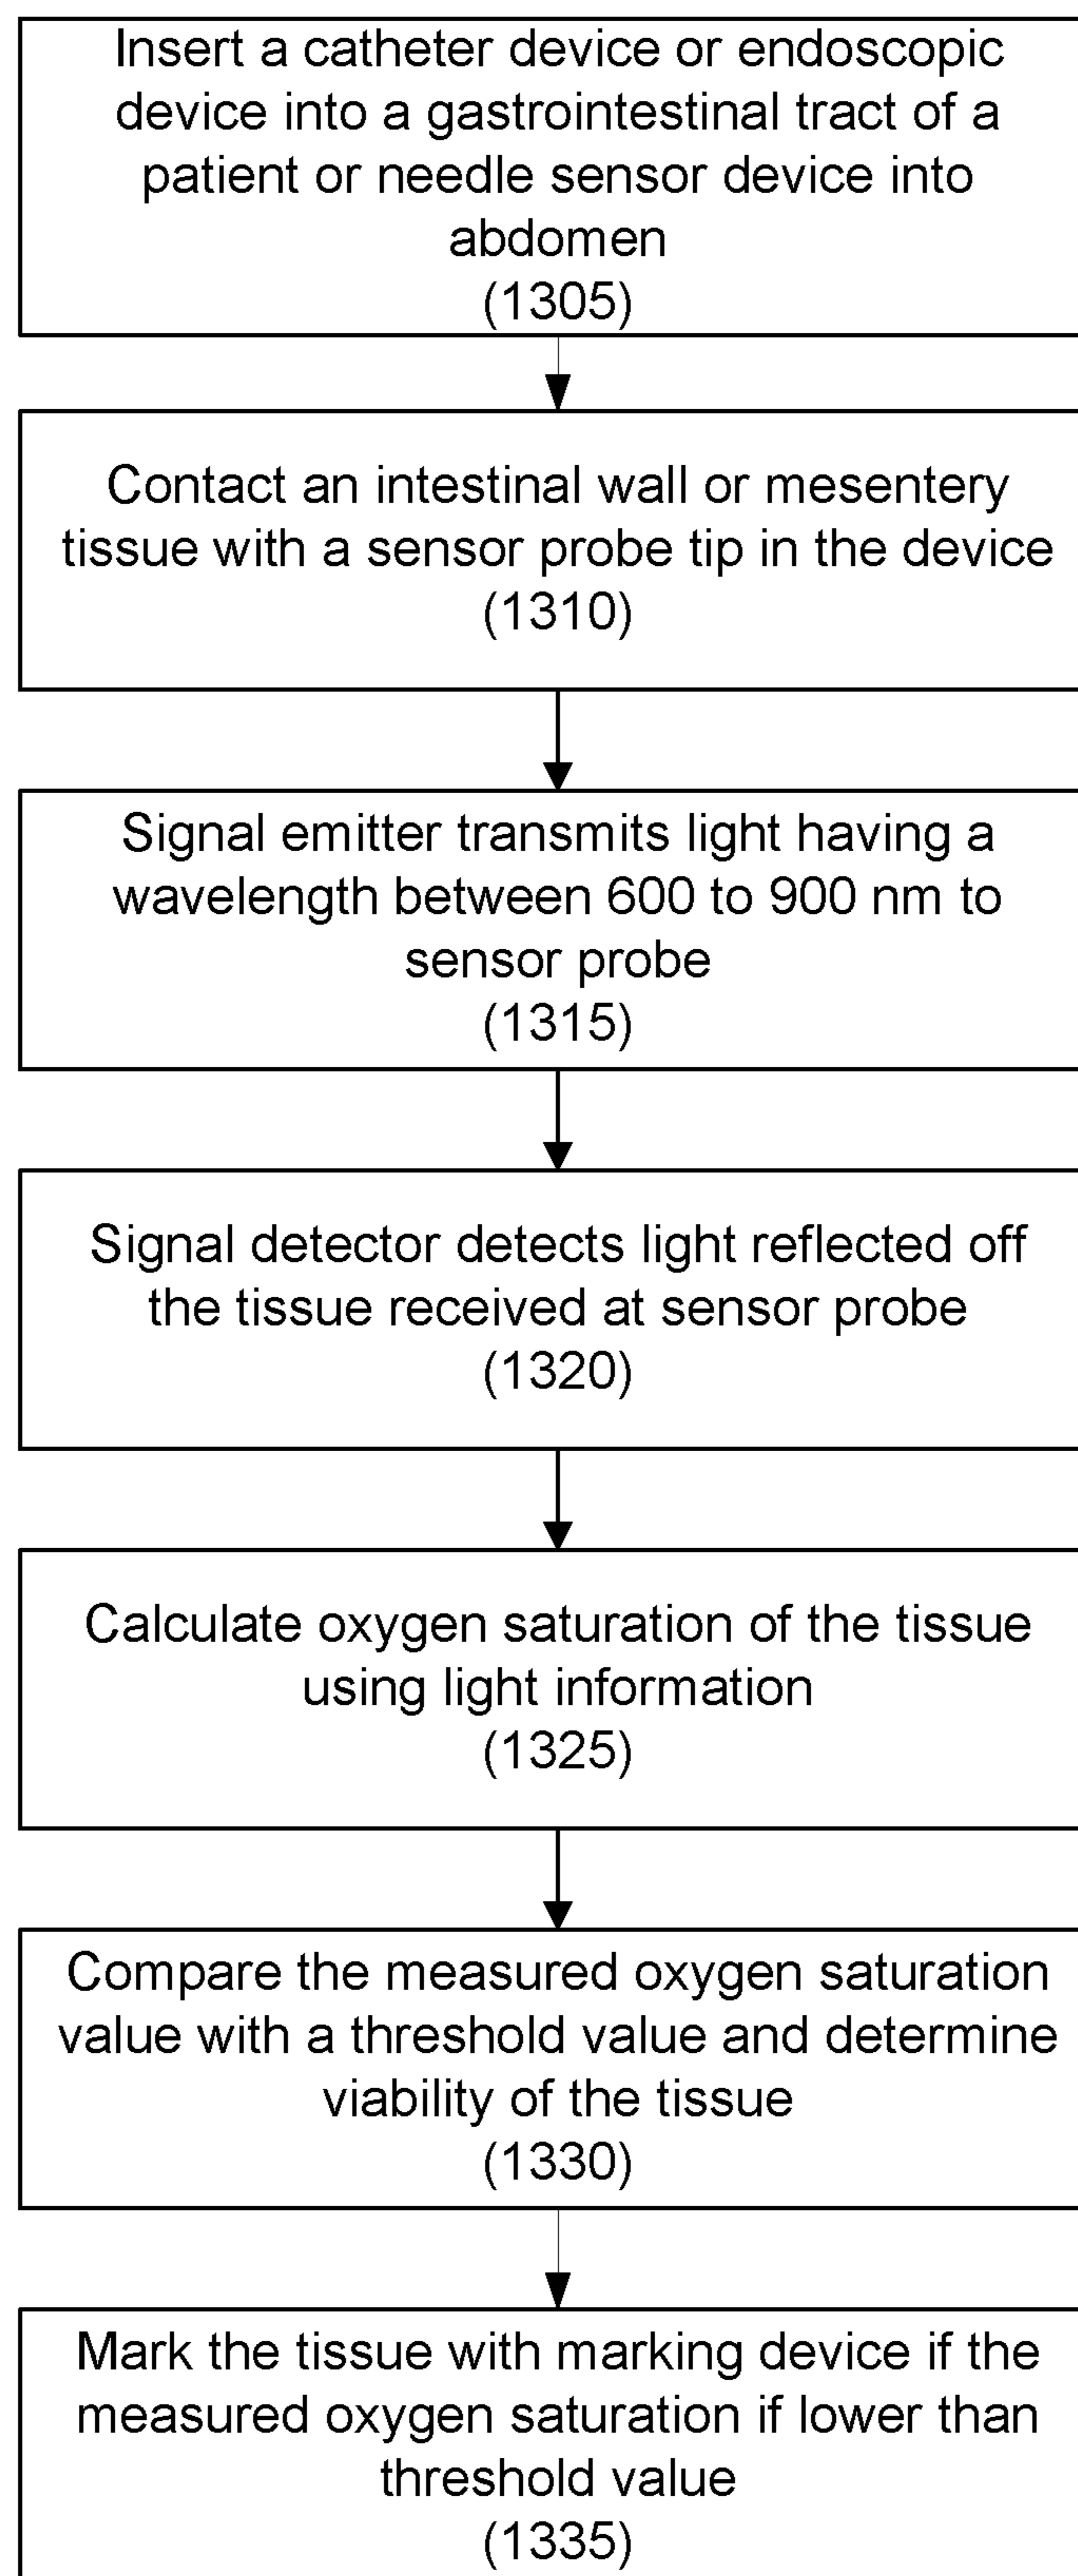 Insert a catheter device or endoscopic
device into a gastrointestinal tract of a
patient or needle sensor device into
abdomen
(1305)
Contact an intestinal wall or mesentery
tissue with a sensor probe tip in the device
(1310)
Signal emitter transmits light having a
wavelength between 600 to 900 nm to
sensor probe
(1315)
Signal detector detects light reflected off
the tissue received at sensor probe
(1320)
Calculate oxygen saturation of the tissue
using light information
(1325)
Compare the measured oxygen saturation
value with a threshold value and determine
viability of the tissue
(1330)
Mark the tissue with marking device if the
measured oxygen saturation if lower than
threshold value
(1335)